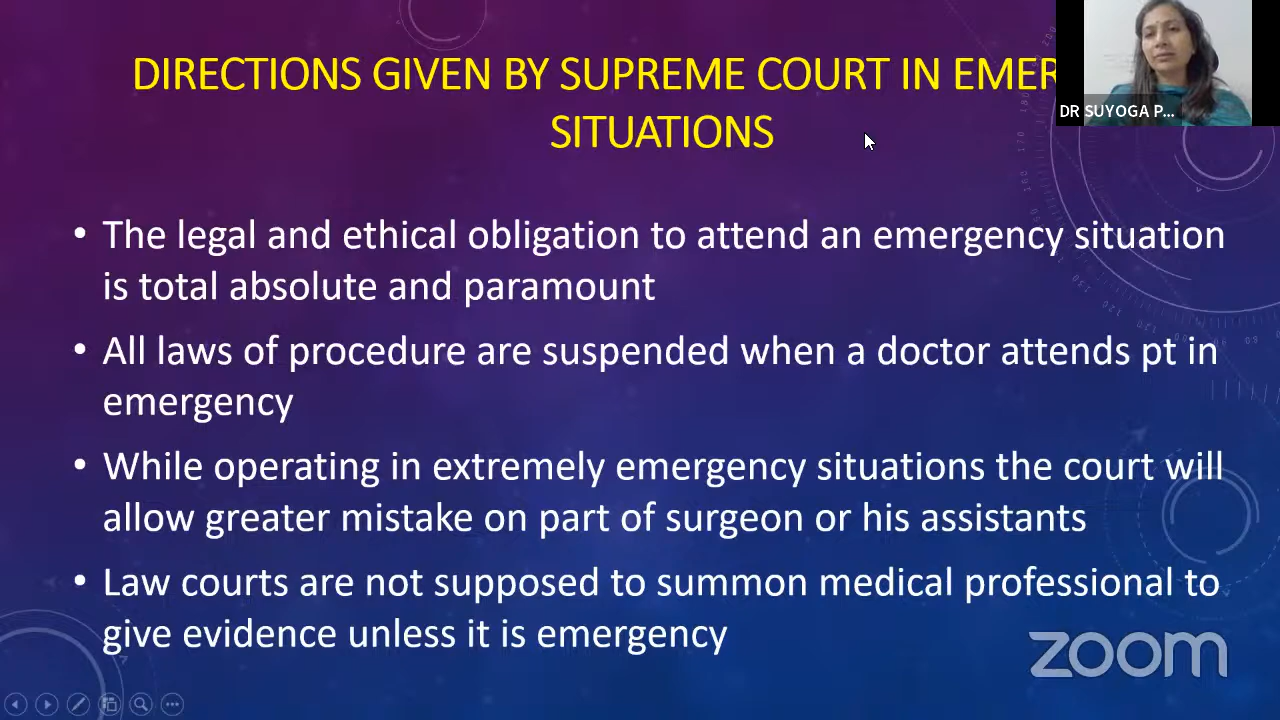 DIRECTIONS GIVEN BY SUPREME COURT IN EMER
SITUATIONS
DR SUYOGA P...
• The legal and ethical obligation to attend an emergency situation
is total absolute and paramount
• All laws of procedure are suspended when a doctor attends pt in
emergency
• While operating in extremely emergency situations the court will
allow greater mistake on part of surgeon or his assistants
• Law courts are not supposed to summon medical professional to
give evidence unless it is emergency
zoom